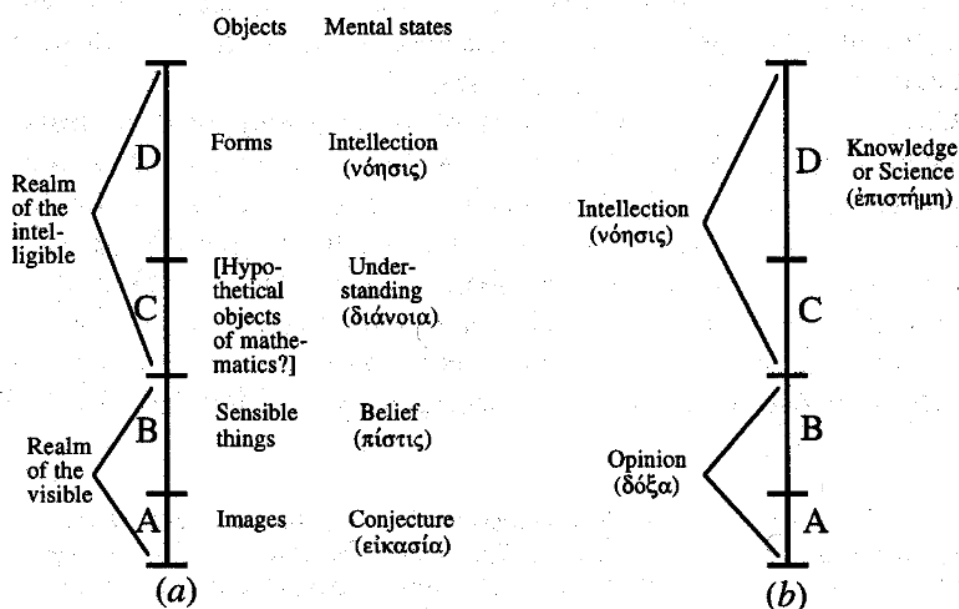 Objects Mental states
D
Forms
Intellection
(νόησις)
Realm
of the
intel-
ligible
C
[Hypo-
thetical
objects
of mathe-
matics?]
Under-
standing
(διάνοια)
Realm
of the
visible
B
Sensible
things
Belief
(πίστις)
A
Images
Conjecture
(εἰκασία)
(a)
Intellection
(νόησις)
D
Knowledge
or Science
(ἐπιστήμη)
C
Opinion
(δόξα)
B
A
(b)